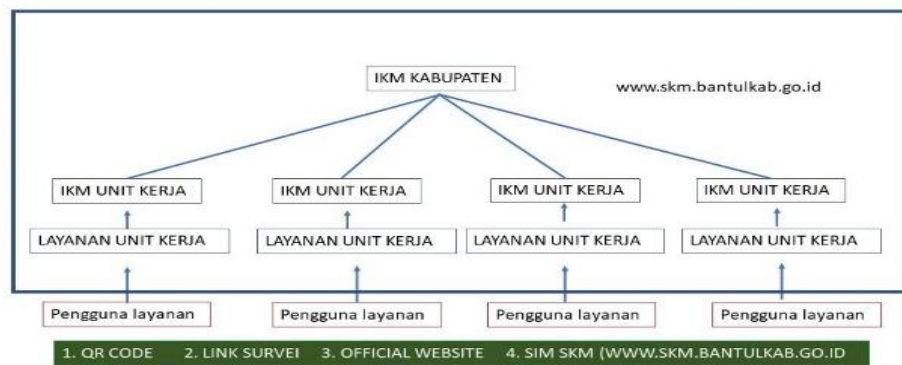 IKM KABUPATEN
www.skm.bantulkab.go.id
IKM UNIT KERJA IKM UNIT KERJA IKM UNIT KERJA IKM UNIT KERJA
LAYANAN UNIT KERJA LAYANAN UNIT KERJA LAYANAN UNIT KERJA LAYANAN UNIT KERJA
Pengguna layanan Pengguna layanan Pengguna layanan Pengguna layanan
1. QR CODE 2. LINK SURVEI 3. OFFICIAL WEBSITE 4. SIM SKM (WWW.SKM.BANTULKAB.GO.ID